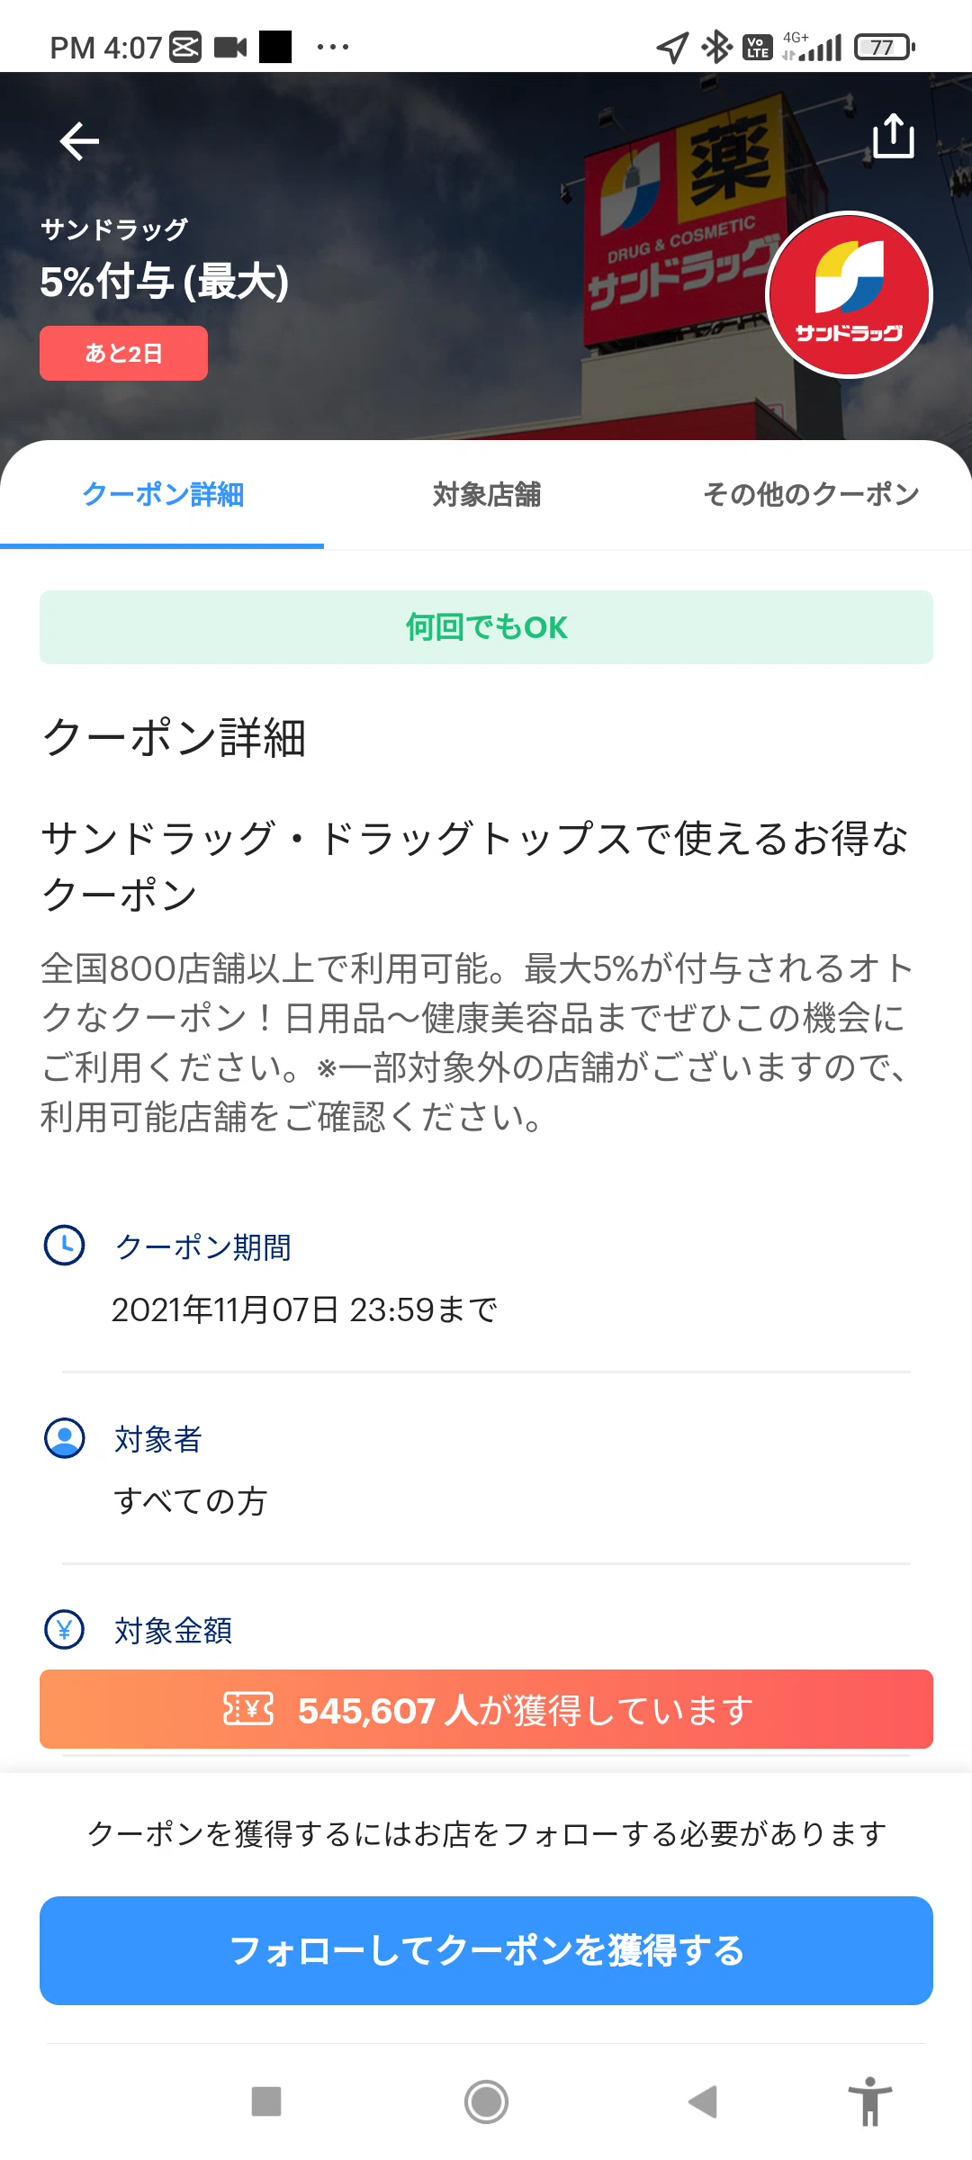 PM 4:07
Vo LTE 4G+ 77
薬
DRUG & COSMETIC
サンドラッグ
サンドラッグ
5%付与 (最大)
サンドラッグ
あと2日
クーポン詳細 対象店舗 その他のクーポン
何回でもOK
クーポン詳細
サンドラッグ・ドラッグトップスで使えるお得な
クーポン
全国800店舗以上で利用可能。最大5%が付与されるオト
クなクーポン！日用品〜健康美容品までぜひこの機会に
ご利用ください。※一部対象外の店舗がございますので、
利用可能店舗をご確認ください。
クーポン期間
2021年11月07日 23:59まで
対象者
すべての方
¥ 対象金額
¥ 545,607 人が獲得しています
クーポンを獲得するにはお店をフォローする必要があります
フォローしてクーポンを獲得する